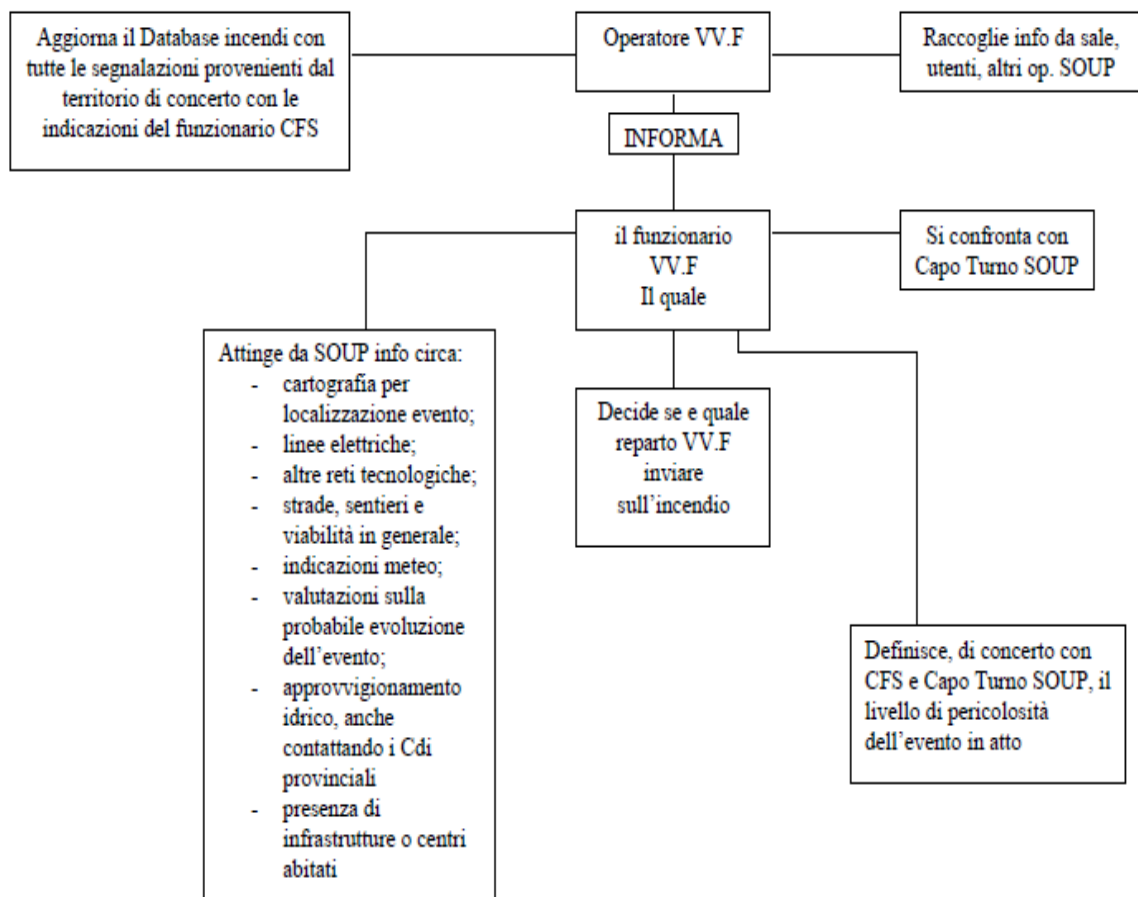 Aggiorna il Database incendi con
tutte le segnalazioni provenienti dal
territorio di concerto con le
indicazioni del funzionario CFS
Operatore VV.F
Raccoglie info da sale,
utenti, altri op. SOUP
INFORMA
il funzionario
VV.F
Il quale
Si confronta con
Capo Turno SOUP
Attinge da SOUP info circa:
- cartografía per
localizzazione evento;
- linee elettriche;
- altre reti tecnologiche;
- strade, sentieri e
viabilità in generale;
- indicazioni meteo;
- valutazioni sulla
probabile evoluzione
dell'evento;
- approvvigionamento
idrico, anche
contattando i Cdi
provinciali
- presenza di
infrastrutture o centri
abitati
Decide se e quale
reparto VV.F
inviare
sull'incendio
Definisce, di concerto con
CFS e Capo Turno SOUP, il
livello di pericolosità
dell'evento in atto